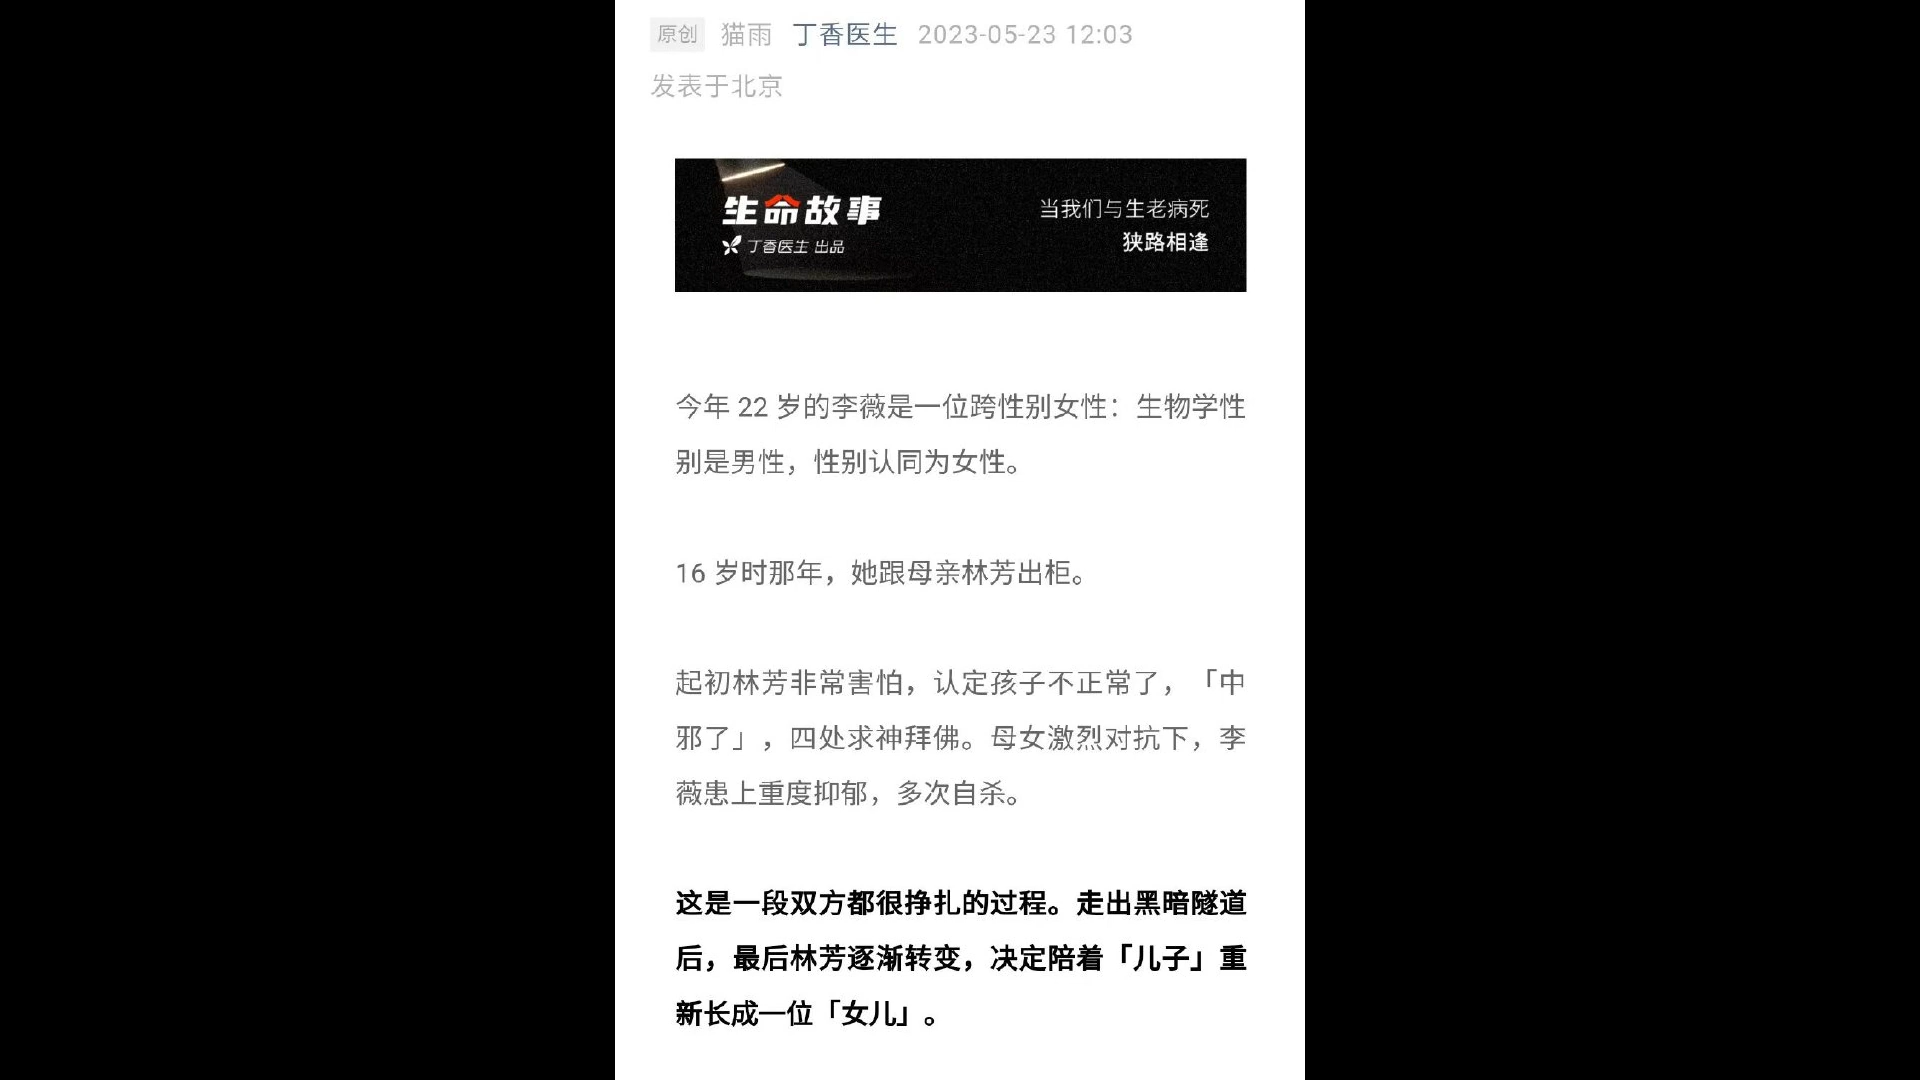 原创 猫雨 丁香医生 2023-05-23 12:03
发表于北京
生命故事
丁香医生 出品
当我们与生老病死
狭路相逢
今年 22 岁的李薇是一位跨性别女性：生物学性
别是男性，性别认同为女性。
16 岁时那年，她跟母亲林芳出柜。
起初林芳非常害怕，认定孩子不正常了，「中
邪了」，四处求神拜佛。母女激烈对抗下，李
薇患上重度抑郁，多次自杀。
这是一段双方都很挣扎的过程。走出黑暗隧道
后，最后林芳逐渐转变，决定陪着「儿子」重
新长成一位「女儿」。